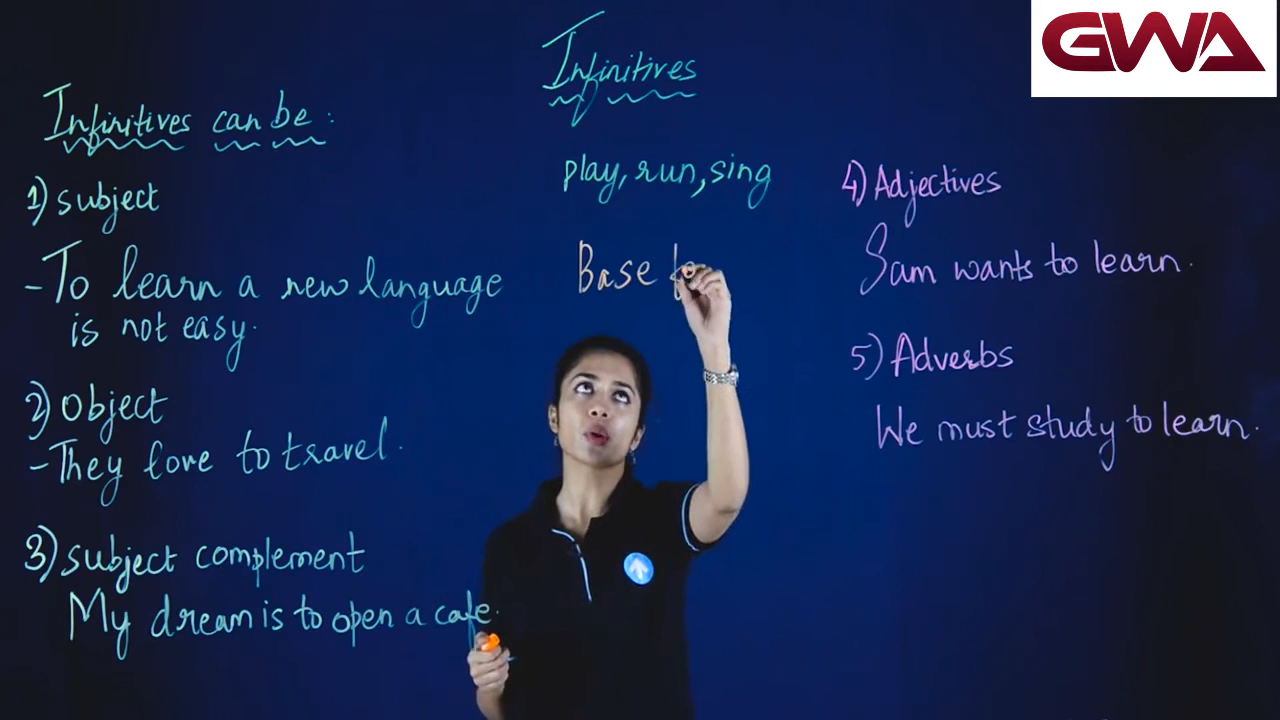 GWA
Infinitives
Infinitives can be:
1) subject
- To learn a new language
is not easy.
2) object
- They love to travel.
3) subject complement
My dream is to open a cafe.
play, run, sing
Base
4) Adjectives
Sam wants to learn.
5) Adverbs
We must study to learn.